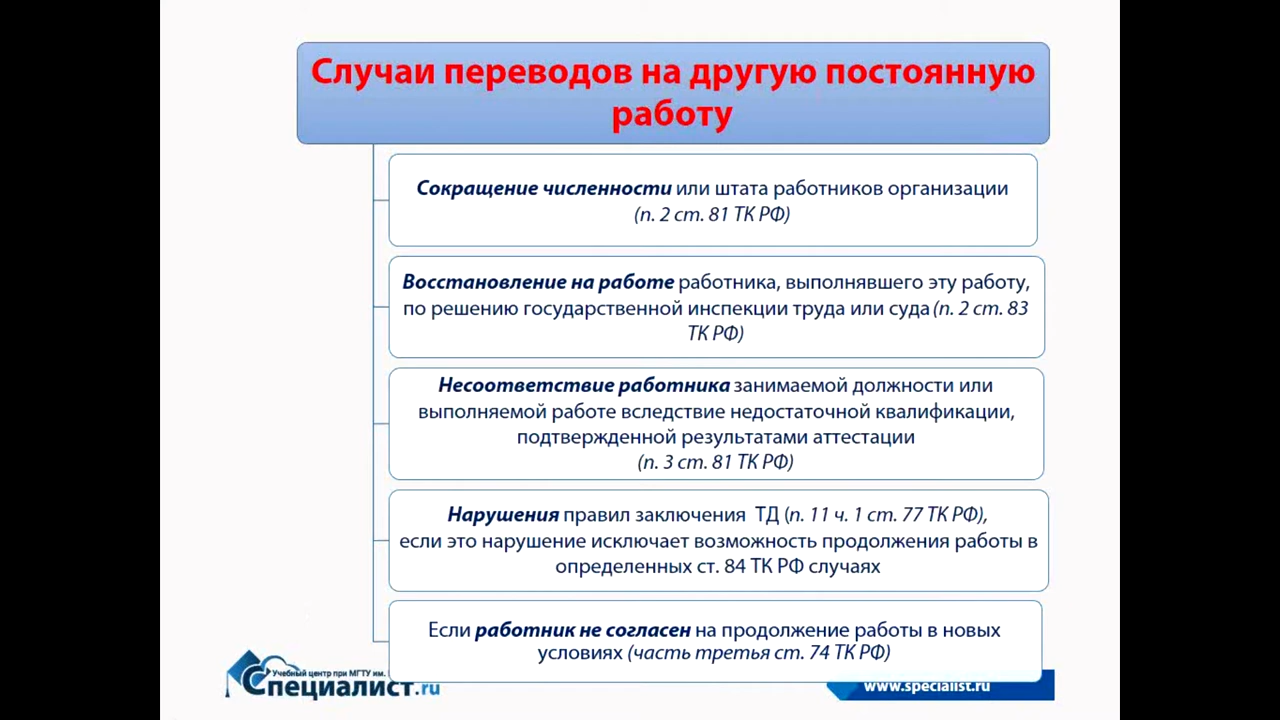 Случаи переводов на другую постоянную
работу
Сокращение численности или штата работников организации
(п. 2 ст. 81 ТК РФ)
Восстановление на работе работника, выполнявшего эту работу,
по решению государственной инспекции труда или суда (п. 2 ст. 83
ТК РФ)
Несоответствие работника занимаемой должности или
выполняемой работе вследствие недостаточной квалификации,
подтвержденной результатами аттестации
(п. 3 ст. 81 ТК РФ)
Нарушения правил заключения ТД (п. 11 ч. 1 ст. 77 ТК РФ),
если это нарушение исключает возможность продолжения работы в
определенных ст. 84 ТК РФ случаях
Если работник не согласен на продолжение работы в новых
условиях (часть третья ст. 74 ТК РФ)
Учебный центр при МГТУ им.
Специалист.ru
www.specialist.ru